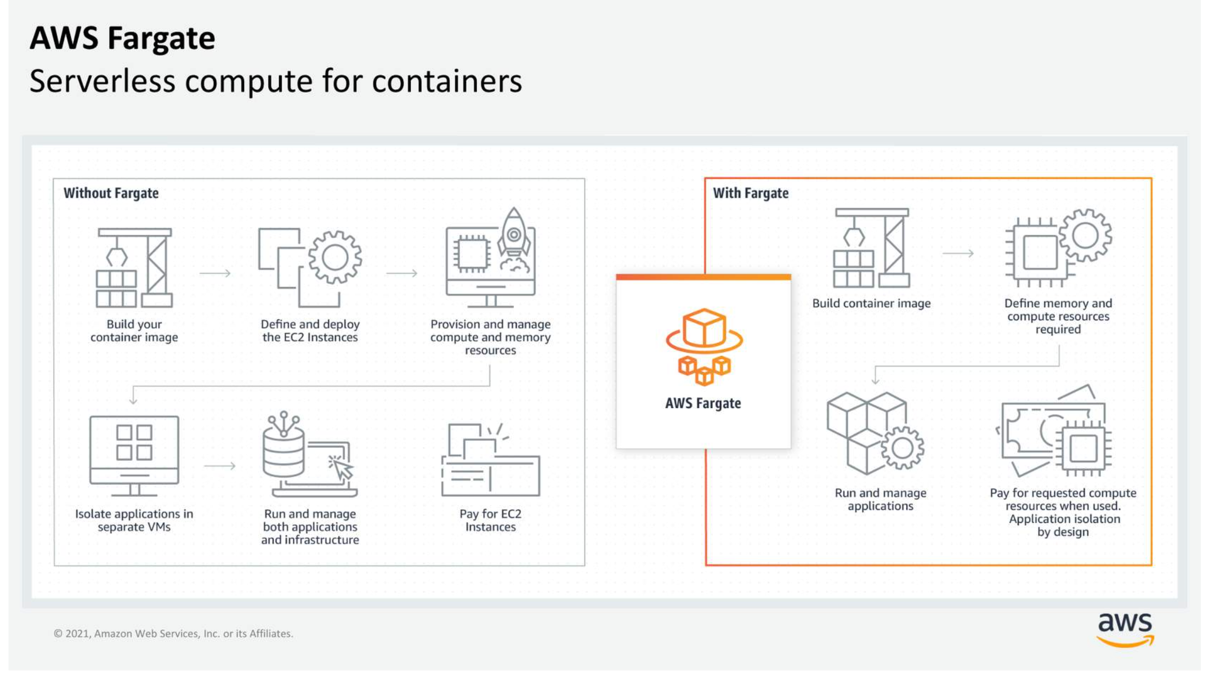 AWS Fargate
Serverless compute for containers
Without Fargate
Build your
container image
Define and deploy
the EC2 Instances
Provision and manage
compute and memory
resources
Isolate applications in
separate VMs
Run and manage
both applications
and infrastructure
Pay for EC2
Instances
AWS Fargate
With Fargate
Build container image
Define memory and
compute resources
required
Run and manage
applications
Pay for requested compute
resources when used.
Application isolation
by design
© 2021, Amazon Web Services, Inc. or its Affiliates.
aws